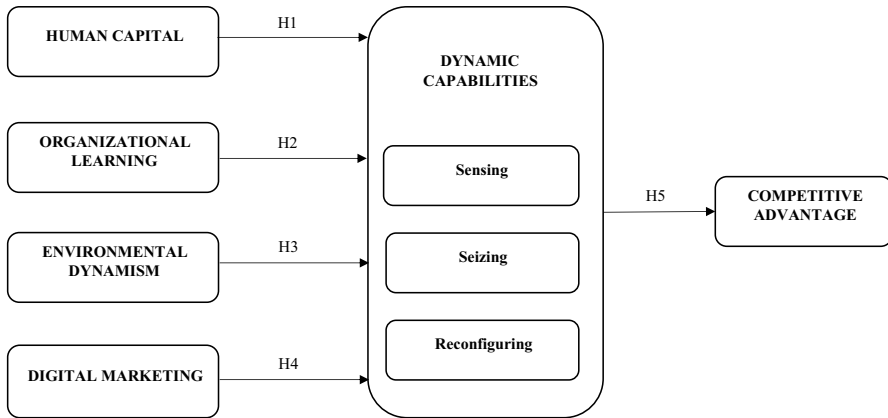 HUMAN CAPITAL
H1
ORGANIZATIONAL
LEARNING
H2
ENVIRONMENTAL
DYNAMISM
H3
DIGITAL MARKETING
H4
DYNAMIC
CAPABILITIES
Sensing
Seizing
Reconfiguring
H5
COMPETITIVE
ADVANTAGE